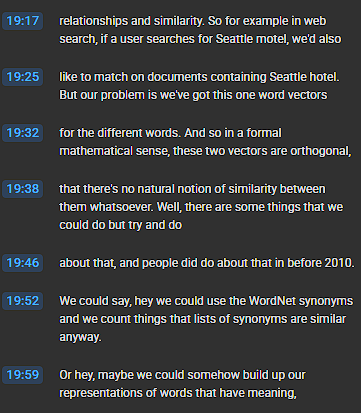 19:17
relationships and similarity. So for example in web
search, if a user searches for Seattle motel, we'd also
19:25
like to match on documents containing Seattle hotel.
But our problem is we've got this one word vectors
19:32
for the different words. And so in a formal
mathematical sense, these two vectors are orthogonal,
19:38
that there's no natural notion of similarity between
them whatsoever. Well, there are some things that we
could do but try and do
19:46
about that, and people did do about that in before 2010.
19:52
We could say, hey we could use the WordNet synonyms
and we count things that lists of synonyms are similar
anyway.
19:59
Or hey, maybe we could somehow build up our
representations of words that have meaning,